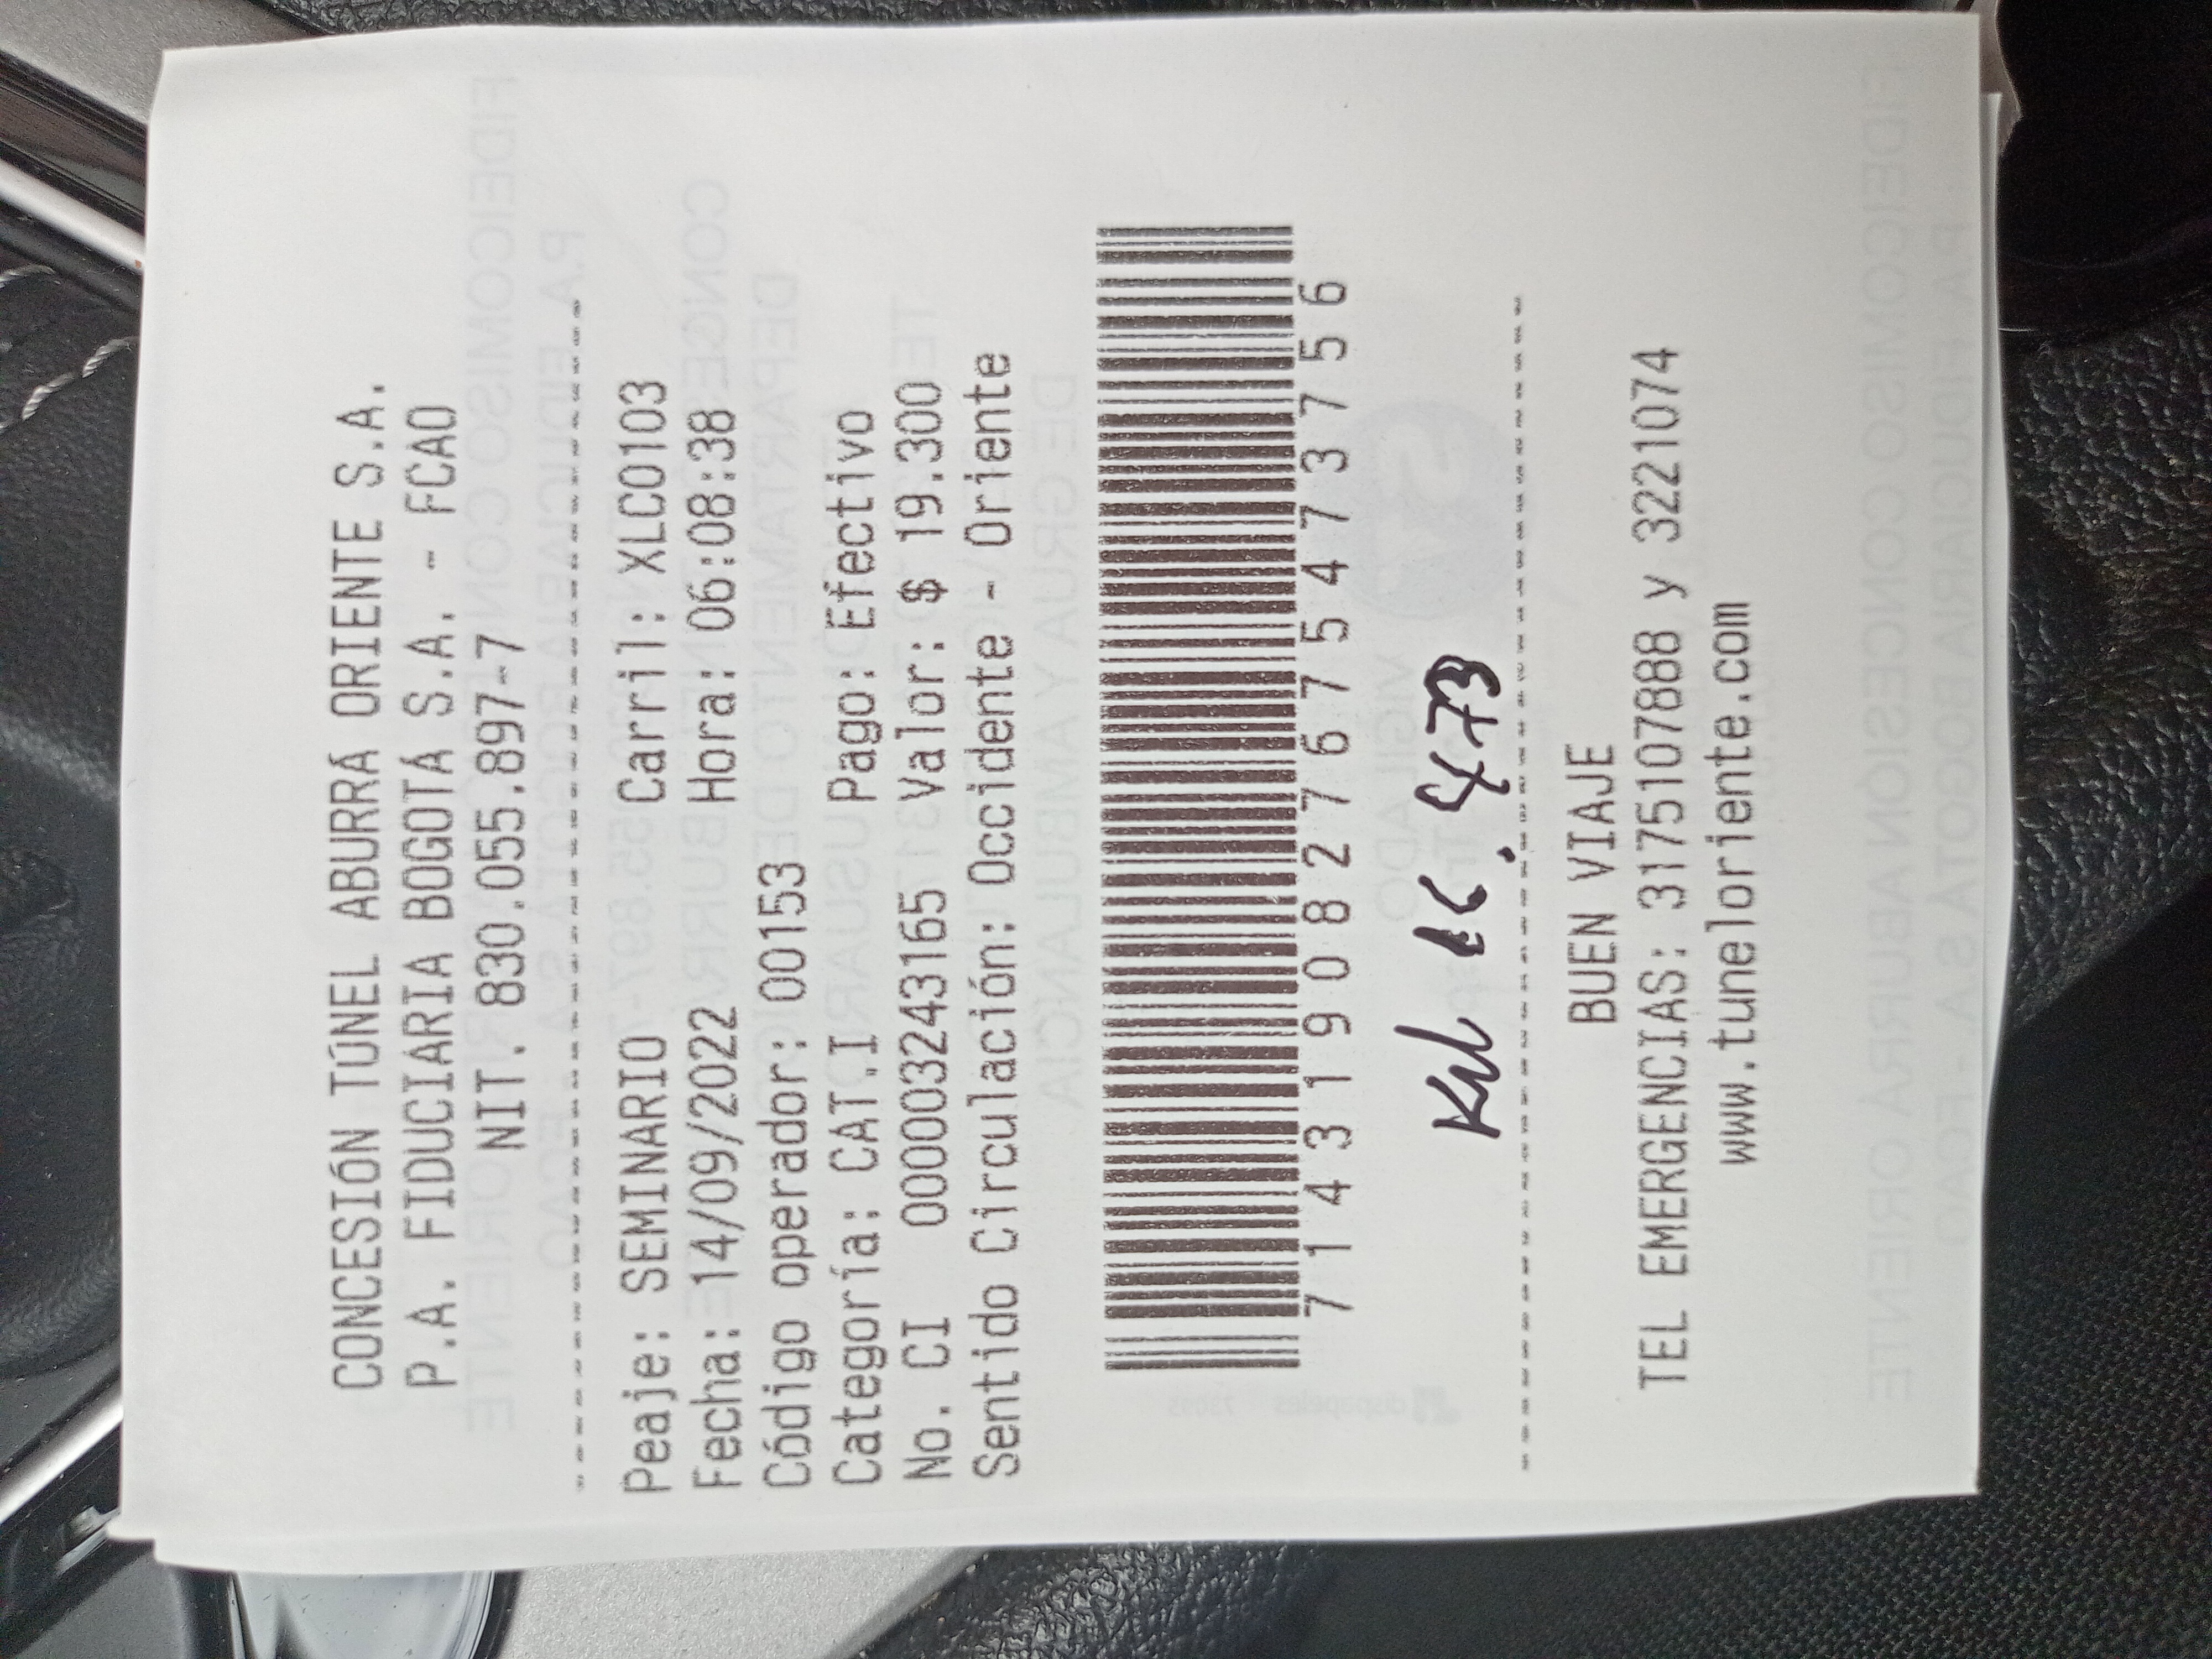 CONCESIÓN TÚNEL ABURRÁ ORIENTE S.A.
P.A. FIDUCIARIA BOGOTÁ S.A. - FCAO
NIT. 830.055.897-7
Peaje: SEMINARIO Carril: XLC0103
Fecha: 14/09/2022 Hora: 06:08:38
Código operador: 00153
Categoría: CAT.I Pago: Efectivo
No. CI 000003243165 Valor: $ 19.300
Sentido Circulación: Occidente - Oriente
7 1 4 3 1 9 0 8 2 7 6 7 5 4 7 3 7 5 6
BUEN VIAJE
TEL EMERGENCIAS: 3175107888 y 3221074
www.tuneloriente.com